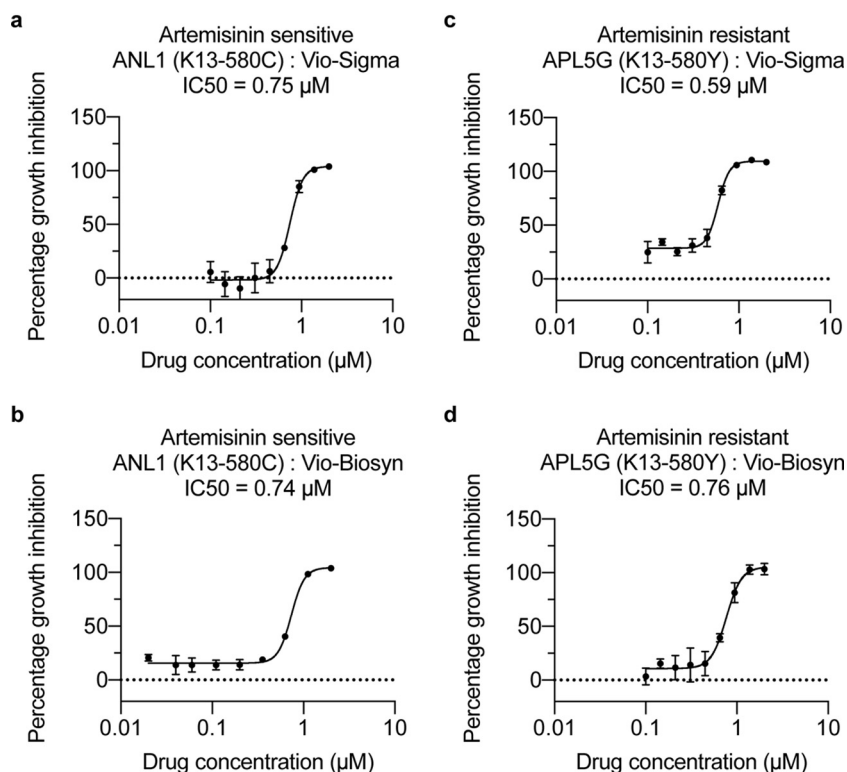 a
Artemisinin sensitive
ANL1 (K13-580C) : Vio-Sigma
IC50 = 0.75 µM
Percentage growth inhibition
150
100
50
0
0.01
0.1
1
10
Drug concentration (µM)
c
Artemisinin resistant
APL5G (K13-580Y) : Vio-Sigma
IC50 = 0.59 µM
Percentage growth inhibition
150
100
50
0
0.01
0.1
1
10
Drug concentration (µM)
b
Artemisinin sensitive
ANL1 (K13-580C) : Vio-Biosyn
IC50 = 0.74 µM
Percentage growth inhibition
150
100
50
0
0.01
0.1
1
10
Drug concentration (µM)
d
Artemisinin resistant
APL5G (K13-580Y) : Vio-Biosyn
IC50 = 0.76 µM
Percentage growth inhibition
150
100
50
0
0.01
0.1
1
10
Drug concentration (µM)